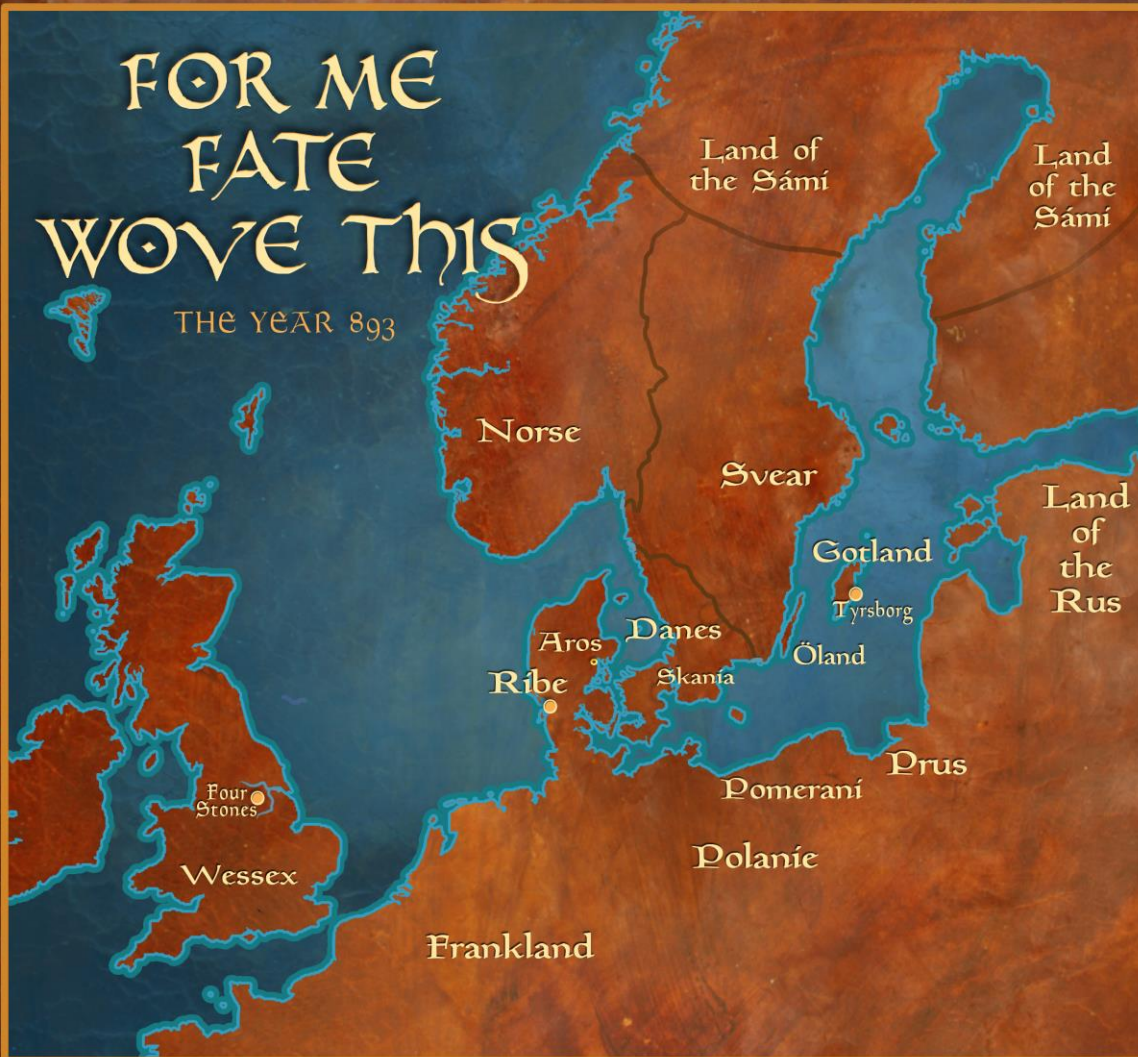 FOR ME
FATE
WOVE THIS
THE YEAR 893
Land of
the Sámi
Land
of the
Sámi
Norse
Svear
Land
of
the
Rus
Gotland
Tyrsborg
Öland
Danes
Aros
Skania
Ribe
Prus
Pomerani
Polanie
Four
Stones
Wessex
Frankland